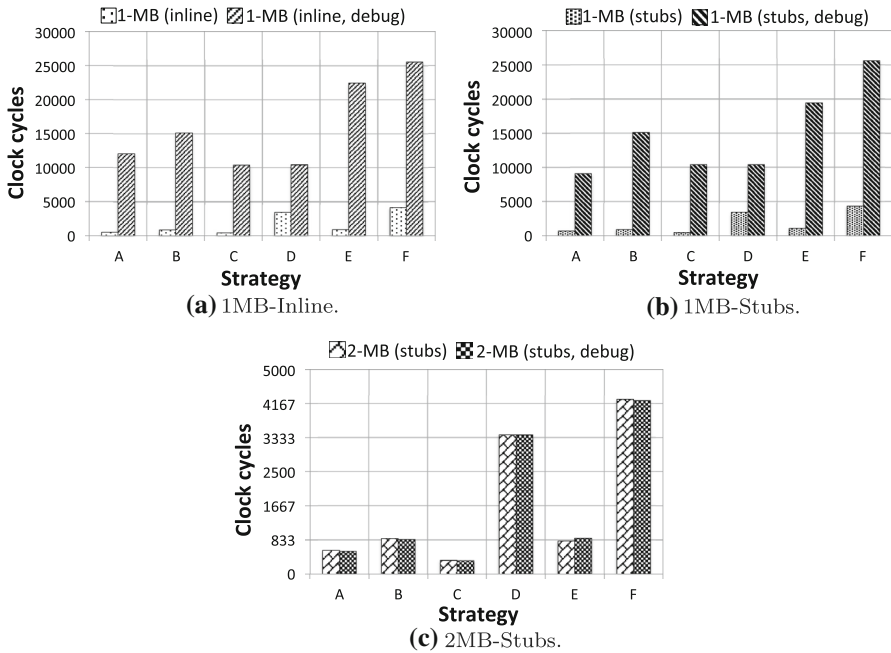 1-MB (inline) 1-MB (inline, debug)
30000
25000
20000
15000
10000
5000
0
Clock cycles
A B C D E F
Strategy
(a) 1MB-Inline.
1-MB (stubs) 1-MB (stubs, debug)
30000
25000
20000
15000
10000
5000
0
Clock cycles
A B C D E F
Strategy
(b) 1MB-Stubs.
2-MB (stubs) 2-MB (stubs, debug)
5000
4167
3333
2500
1667
833
0
Clock cycles
A B C D E F
Strategy
(c) 2MB-Stubs.